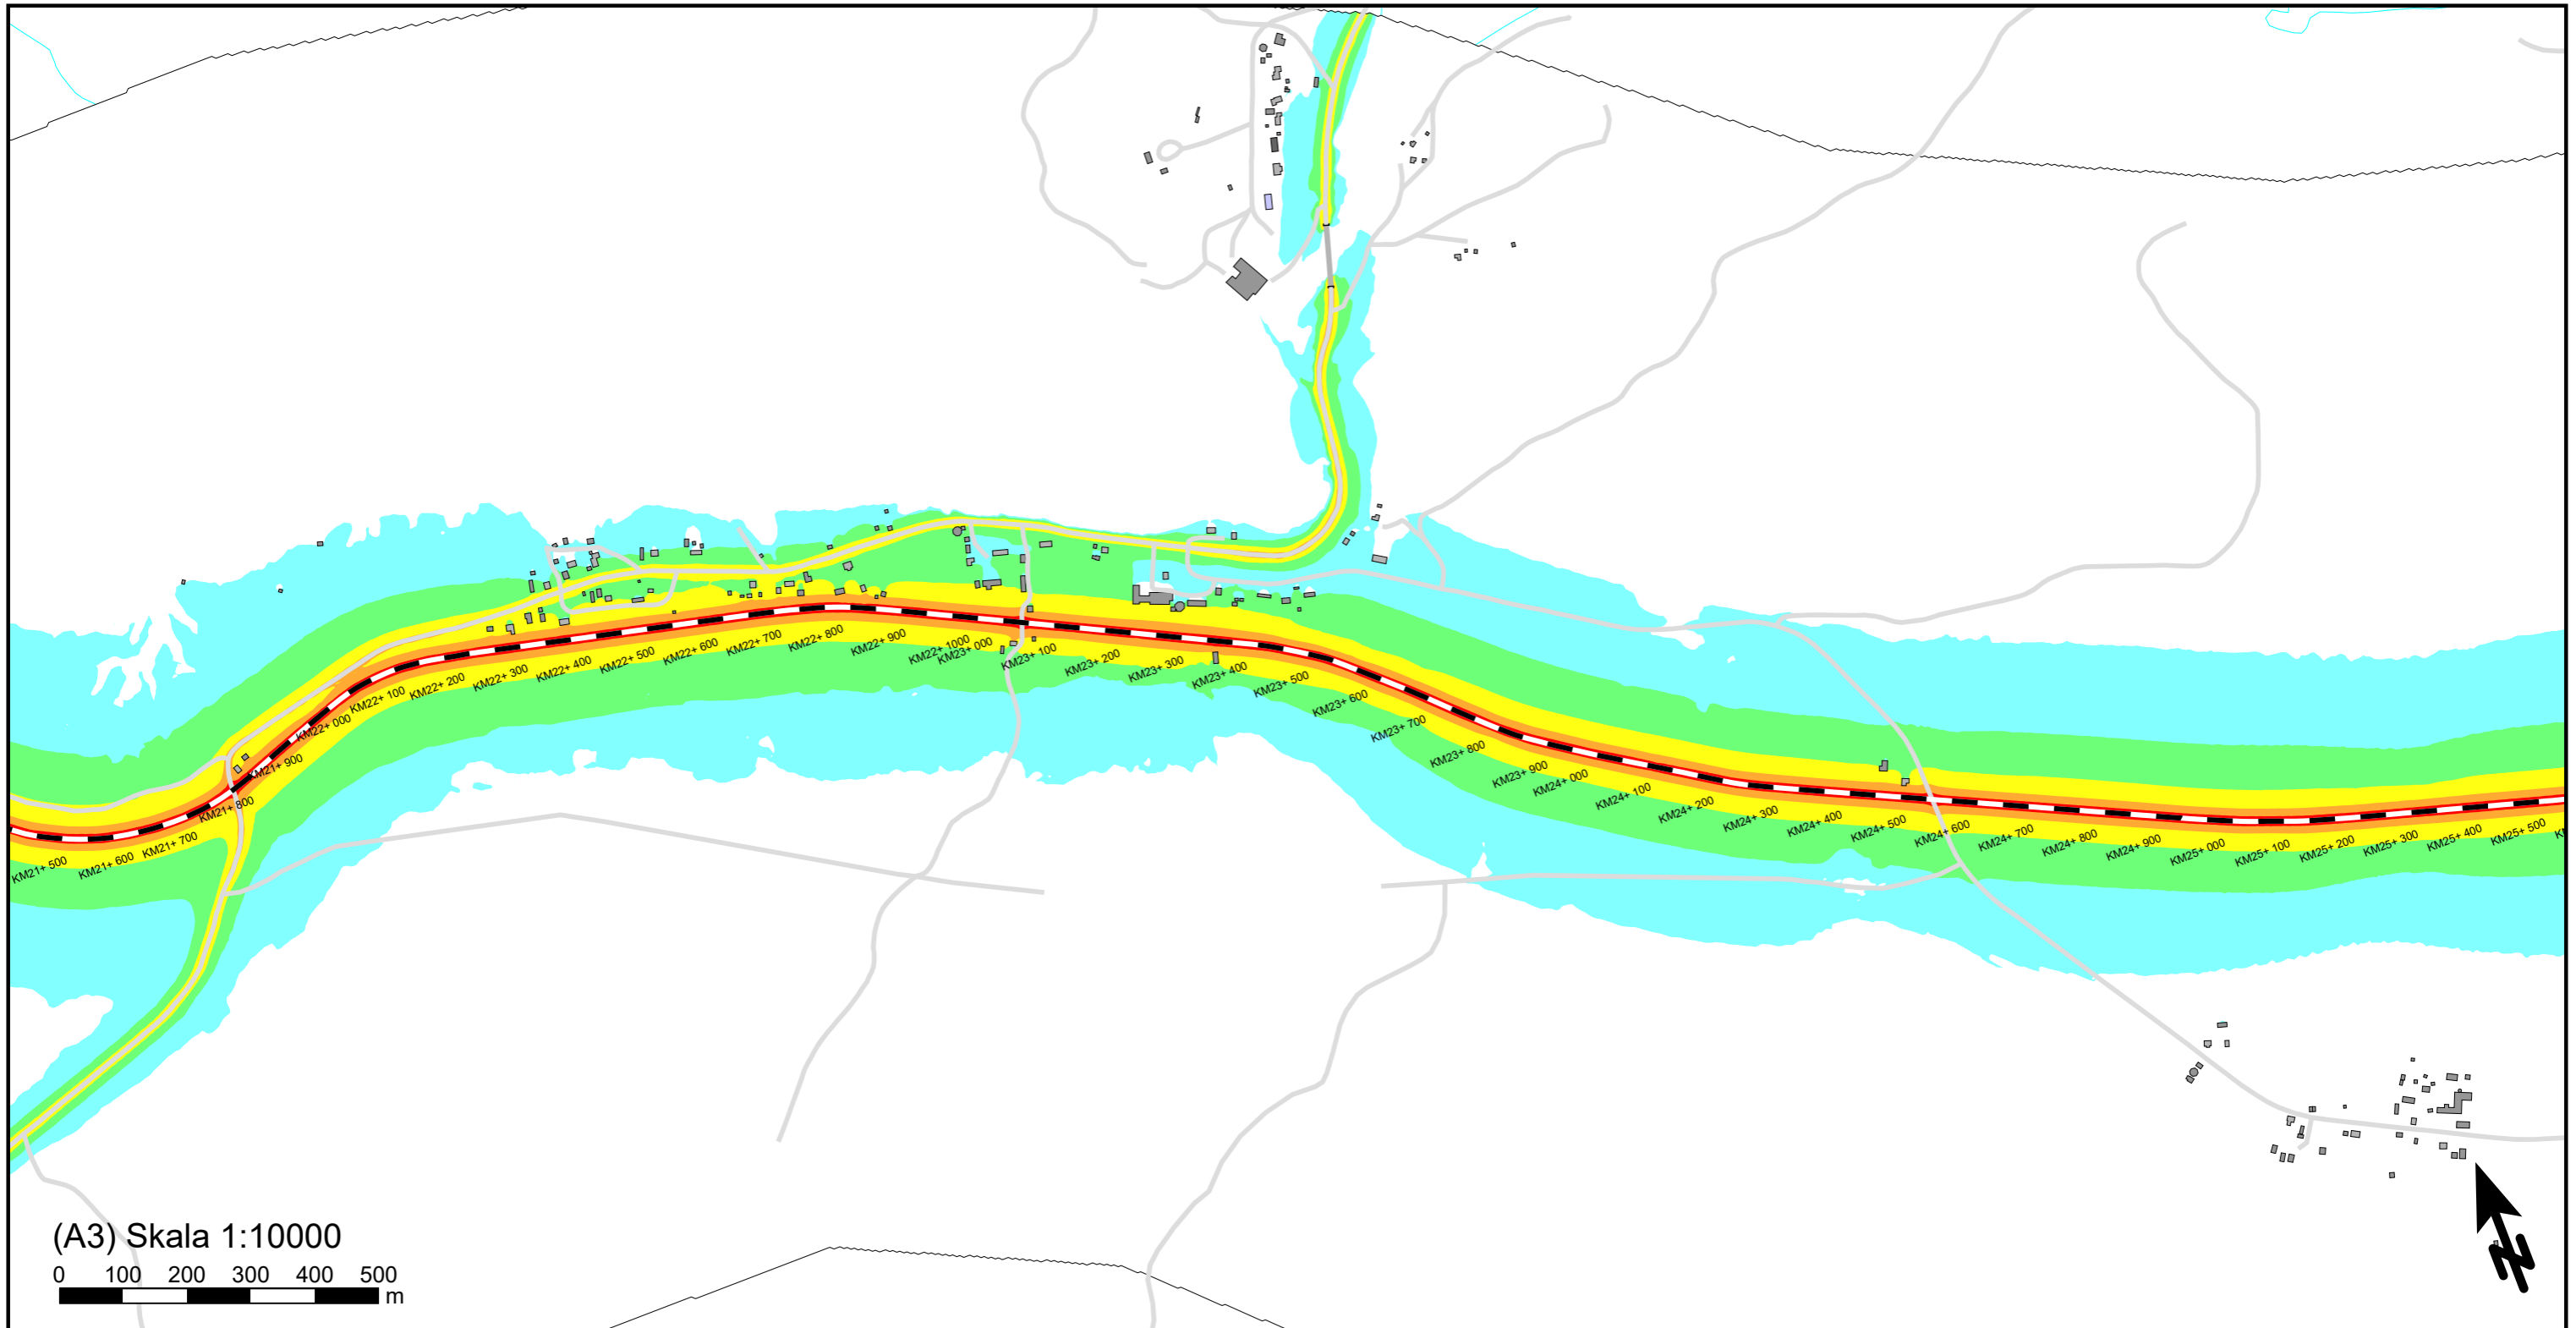 KM21+ 500
KM21+ 600
KM21+ 700
KM21+ 800
KM21+ 900
KM22+ 000
KM22+ 100
KM22+ 200
KM22+ 300
KM22+ 400
KM22+ 500
KM22+ 600
KM22+ 700
KM22+ 800
KM22+ 900
KM22+ 1000
KM23+ 000
KM23+ 100
KM23+ 200
KM23+ 300
KM23+ 400
KM23+ 500
KM23+ 600
KM23+ 700
KM23+ 800
KM23+ 900
KM24+ 000
KM24+ 100
KM24+ 200
KM24+ 300
KM24+ 400
KM24+ 500
KM24+ 600
KM24+ 700
KM24+ 800
KM24+ 900
KM25+ 000
KM25+ 100
KM25+ 200
KM25+ 300
KM25+ 400
KM25+ 500
(A3) Skala 1:10000
0 100 200 300 400 500
m